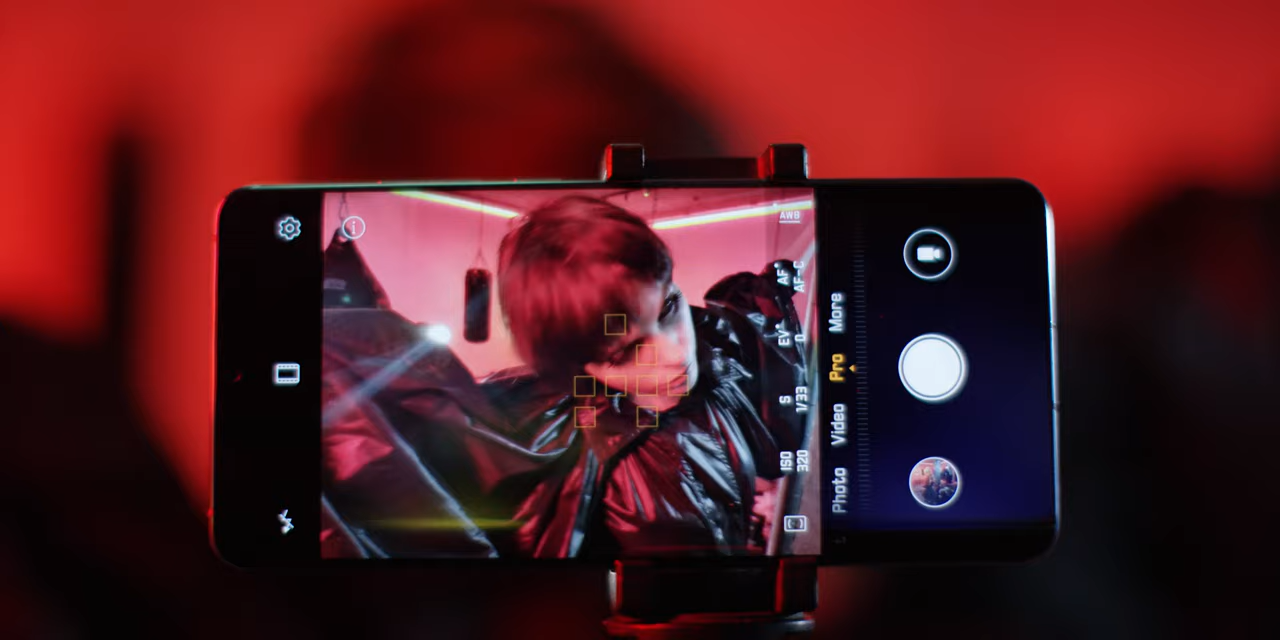 AWB
AF•
AF-C
EV•
0
S
1/33
ISO
320
More
Pro
Video
Photo